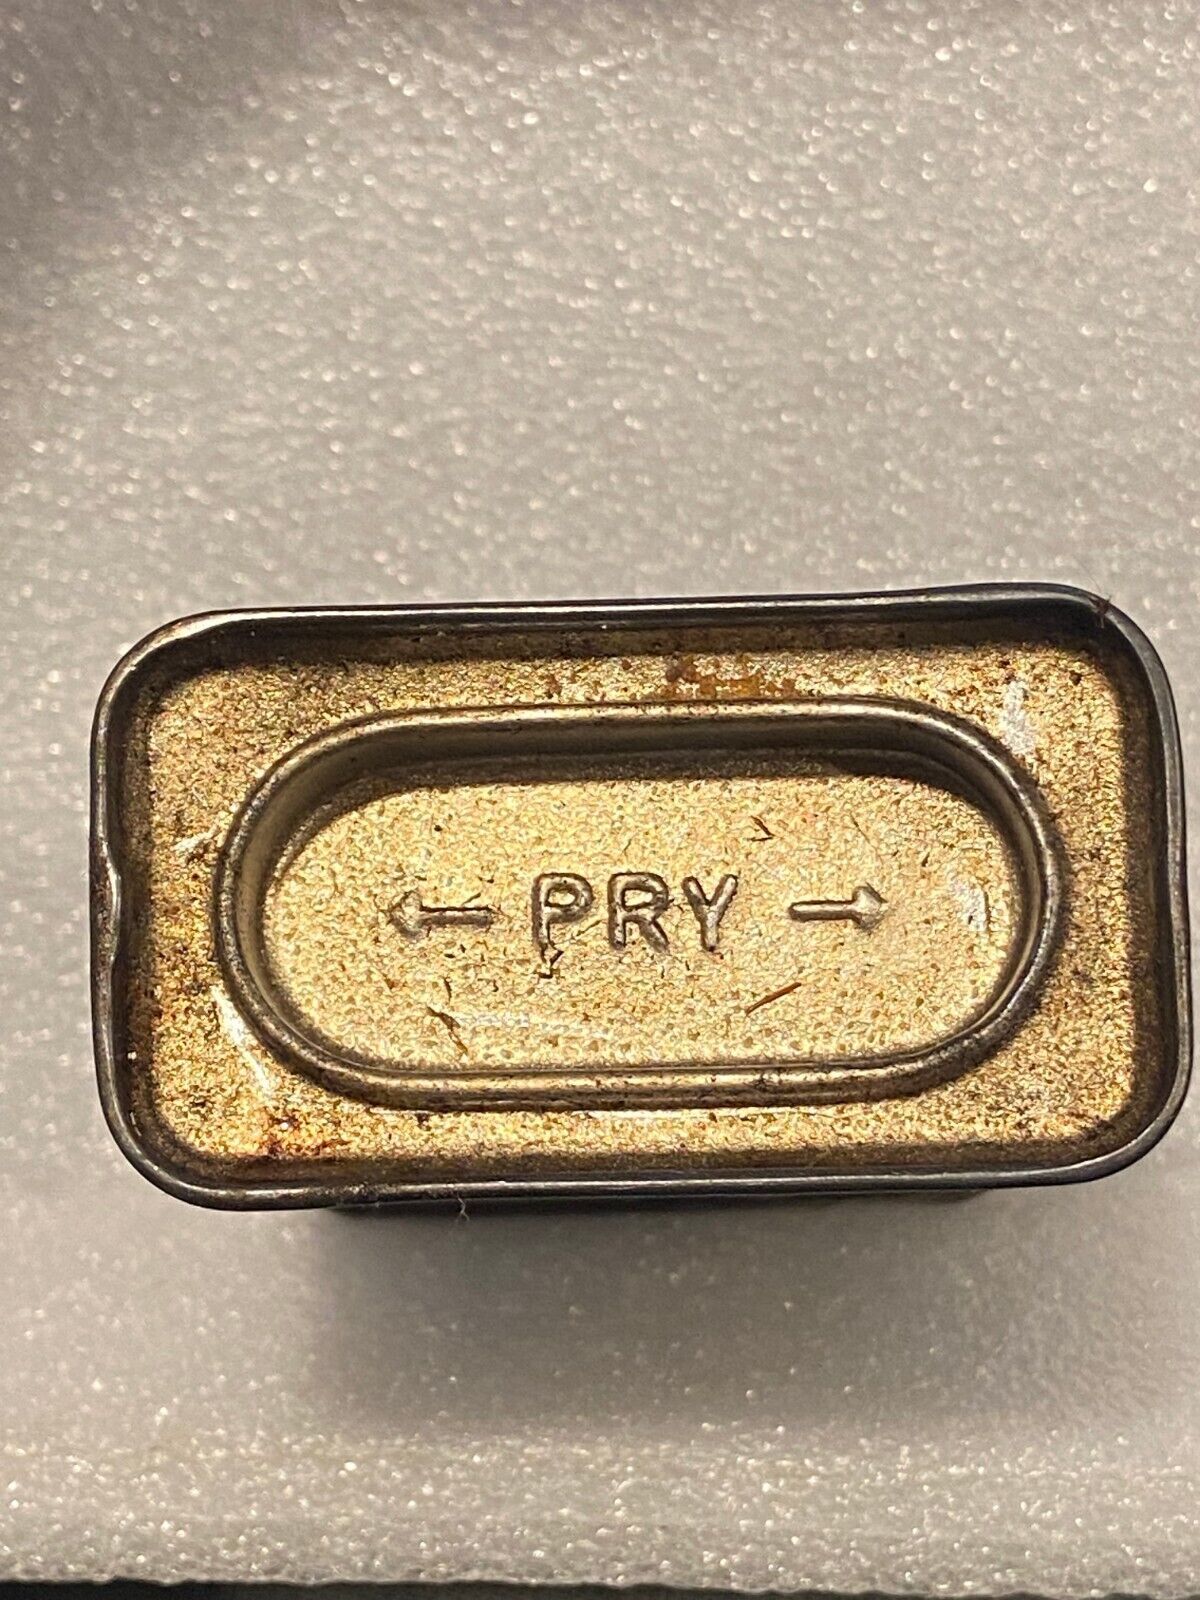 ← PRY →